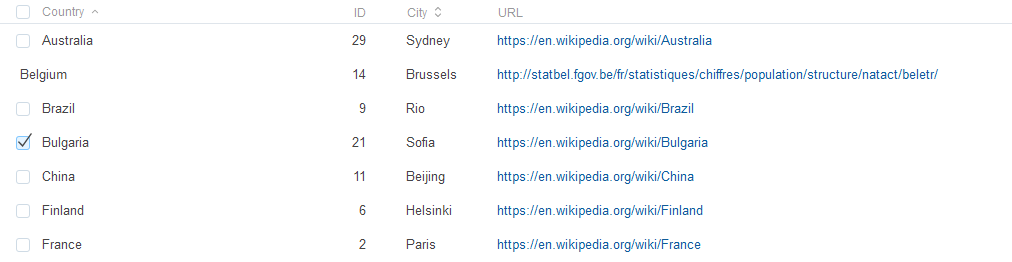 Country ID City URL
Australia 29 Sydney https://en.wikipedia.org/wiki/Australia
Belgium 14 Brussels http://statbel.fgov.be/fr/statistiques/chiffres/population/structure/natact/beletr/
Brazil 9 Rio https://en.wikipedia.org/wiki/Brazil
Bulgaria 21 Sofia https://en.wikipedia.org/wiki/Bulgaria
China 11 Beijing https://en.wikipedia.org/wiki/China
Finland 6 Helsinki https://en.wikipedia.org/wiki/Finland
France 2 Paris https://en.wikipedia.org/wiki/France